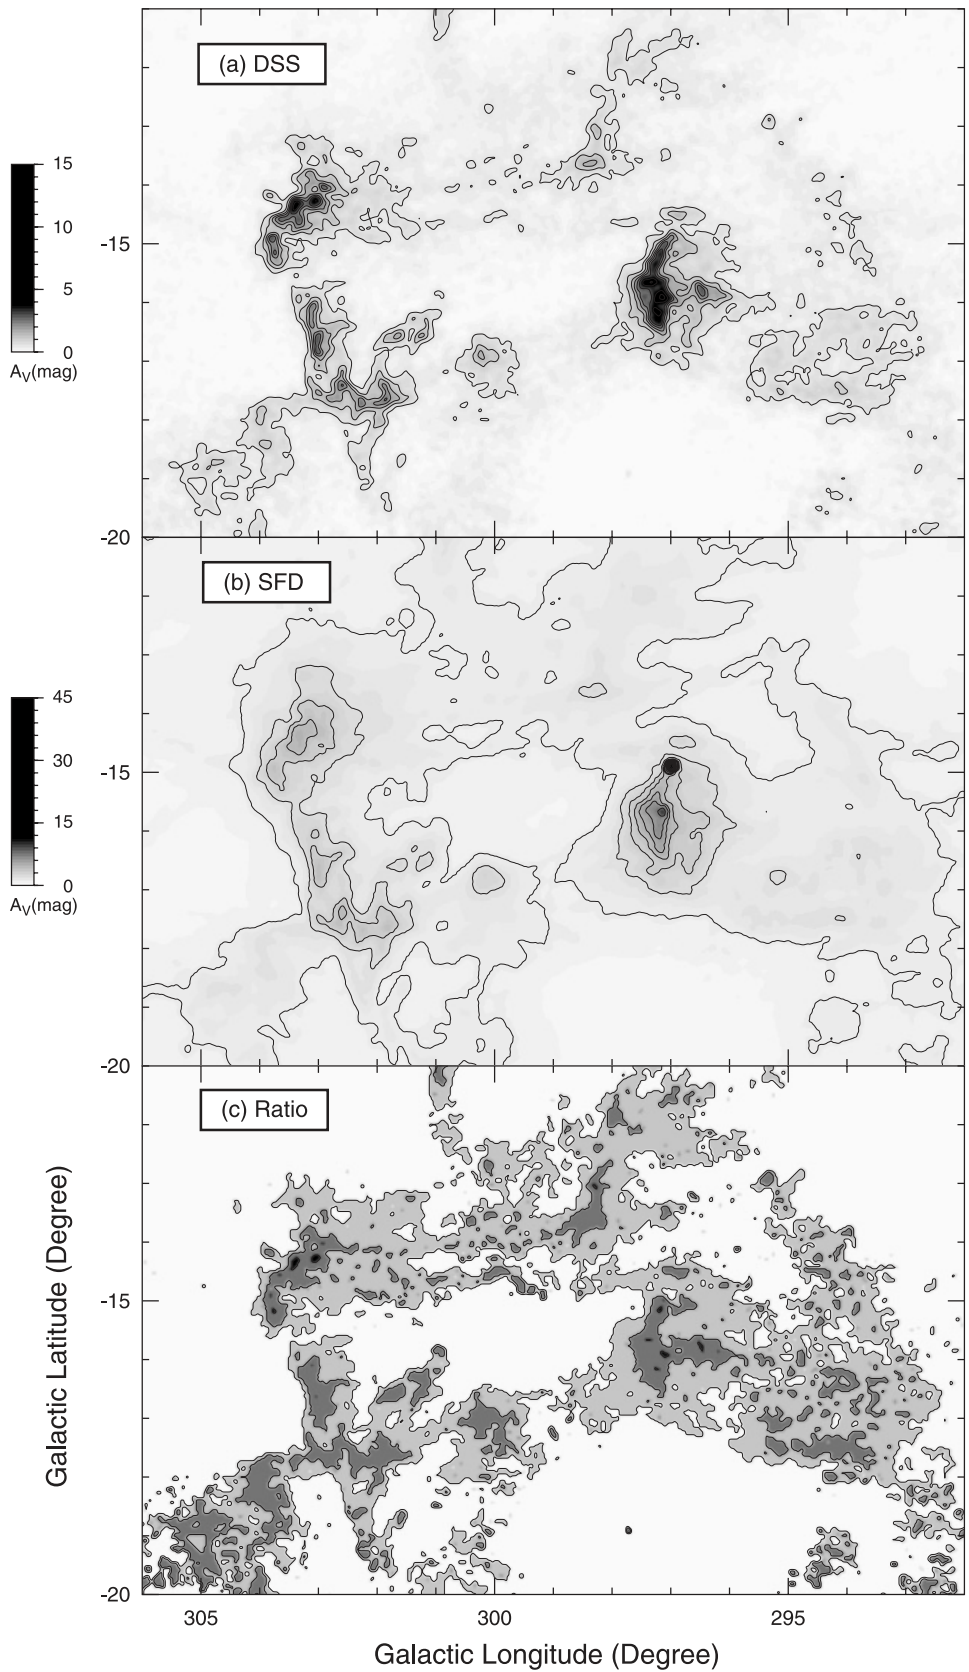 (a) DSS
15
10
5
0
A_V(mag)
-15
-20
(b) SFD
45
30
15
0
A_V(mag)
-15
-20
(c) Ratio
-15
-20
305
300
295
Galactic Latitude (Degree)
Galactic Longitude (Degree)